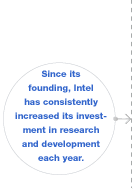 Since its
founding, Intel
has consistently
increased its invest-
ment in research
and development
each year.